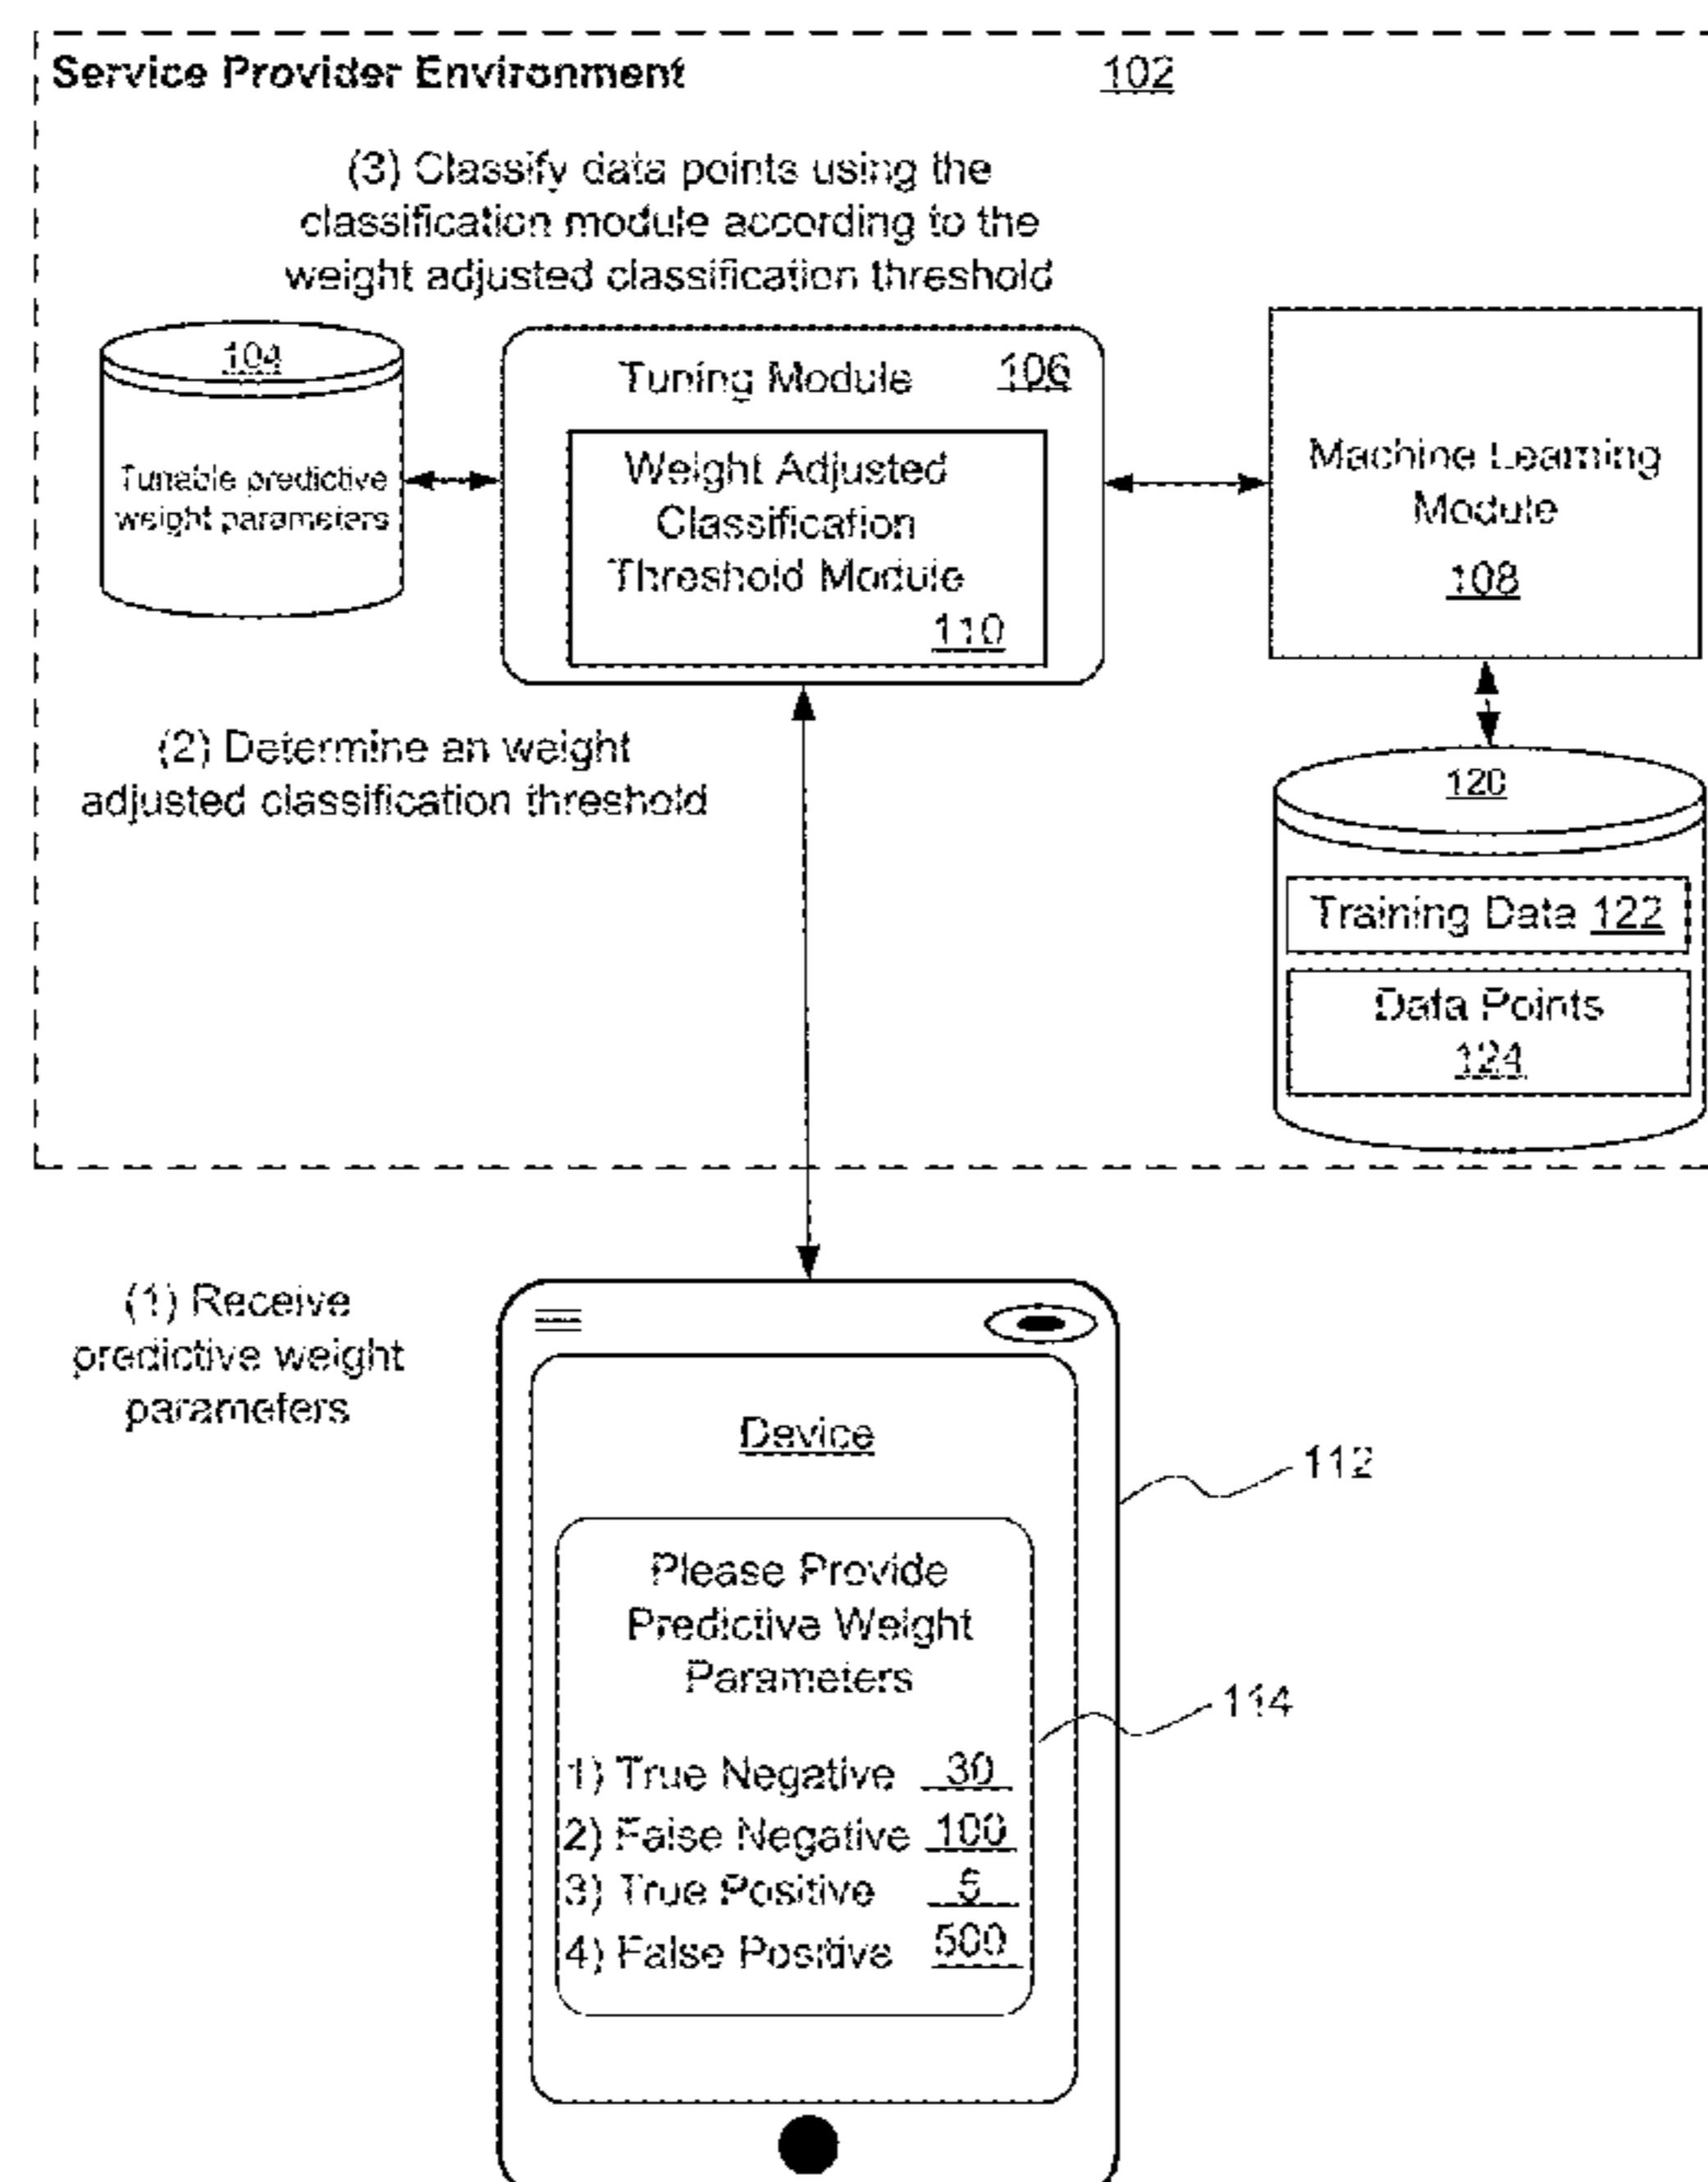 Service Provider Environment 102
(3) Classify data points using the
classification module according to the
weight adjusted classification threshold
104
Tunable predictive
weight parameters
Tuning Module 106
Weight Adjusted
Classification
Threshold Module
110
Machine Learning
Module
108
(2) Determine an weight
adjusted classification threshold
120
Training Data 122
Data Points
124
(1) Receive
predictive weight
parameters
Device
112
Please Provide
Predictive Weight
Parameters
114
1) True Negative 30
2) False Negative 100
3) True Positive 5
4) False Positive 500